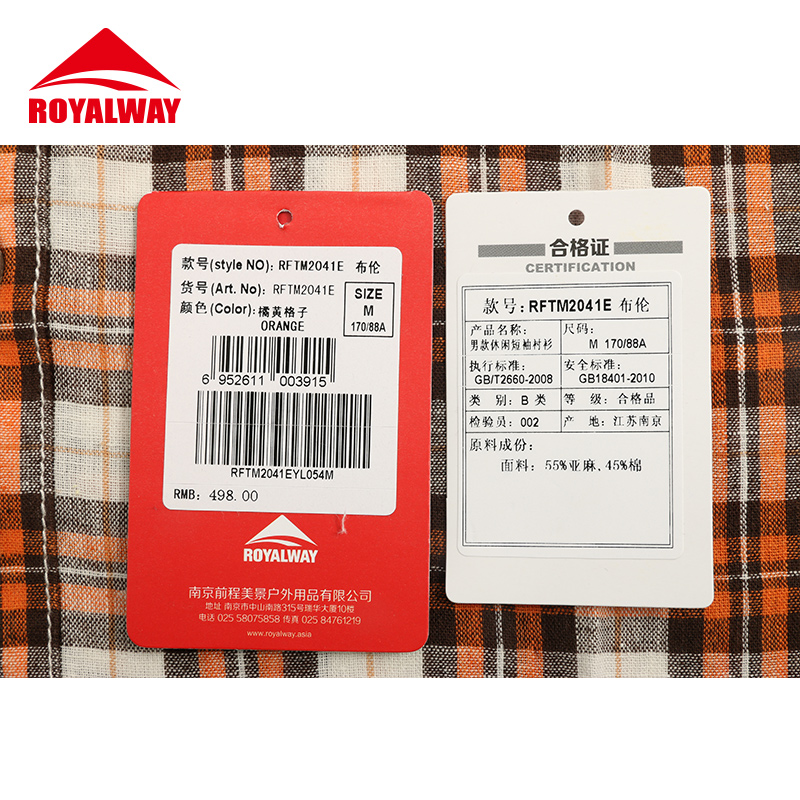 ROYALWAY
款号(style NO): RFTM2041E 布伦
货号(Art. No): RFTM2041E
颜色(Color): 橘黄格子
ORANGE
SIZE
M
170/88A
6 952611 003915
RFTM2041EYL054M
RMB: 498.00
ROYALWAY
南京前程美景户外用品有限公司
地址 南京市中山南路315号瑞华大厦10楼
电话 025 58075858 传真 025 84761219
www.royalway.asia
合格证
CERTIFICATION
款号: RFTM2041E 布伦
产品名称: 尺码:
男款休闲短袖衬衫 M 170/88A
执行标准: 安全标准:
GB/T2660-2008 GB18401-2010
类 别: B 类 等 级: 合格品
检验员: 002 产 地: 江苏南京
原料成份:
面料: 55%亚麻、45%棉